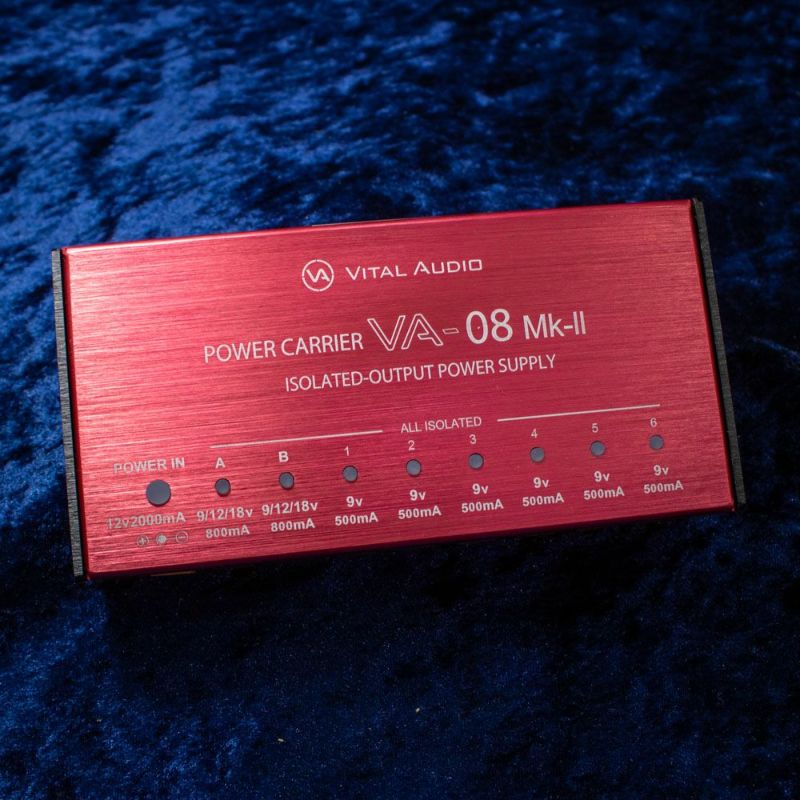 VA VITAL AUDIO
POWER CARRIER VA-08 Mk-II
ISOLATED-OUTPUT POWER SUPPLY
ALL ISOLATED
POWER IN A B 1 2 3 4 5 6
12v2000mA 9/12/18v 9/12/18v 9v 9v 9v 9v 9v 9v
800mA 800mA 500mA 500mA 500mA 500mA 500mA 500mA